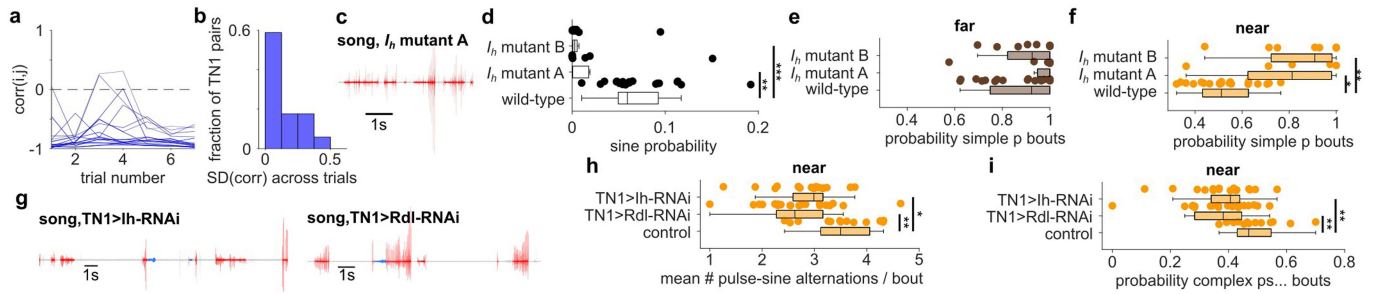 a
corr(i,j)
1
0
-1
2
4
6
trial number
b
fraction of TN1 pairs
0.6
0
0
0.5
SD(corr) across trials
c
song, Ih mutant A
1s
d
Ih mutant B
Ih mutant A
wild-type
***
**
0
0.1
0.2
sine probability
e
far
Ih mutant B
Ih mutant A
wild-type
0.4
0.6
0.8
1
probability simple p bouts
f
near
Ih mutant B
Ih mutant A
wild-type
**
*
0.4
0.6
0.8
1
probability simple p bouts
g
song,TN1>Ih-RNAi
1s
song,TN1>Rdl-RNAi
1s
h
near
TN1>Ih-RNAi
TN1>Rdl-RNAi
control
*
**
1
2
3
4
5
mean # pulse-sine alternations / bout
i
near
TN1>Ih-RNAi
TN1>Rdl-RNAi
control
**
**
0
0.2
0.4
0.6
0.8
probability complex ps... bouts